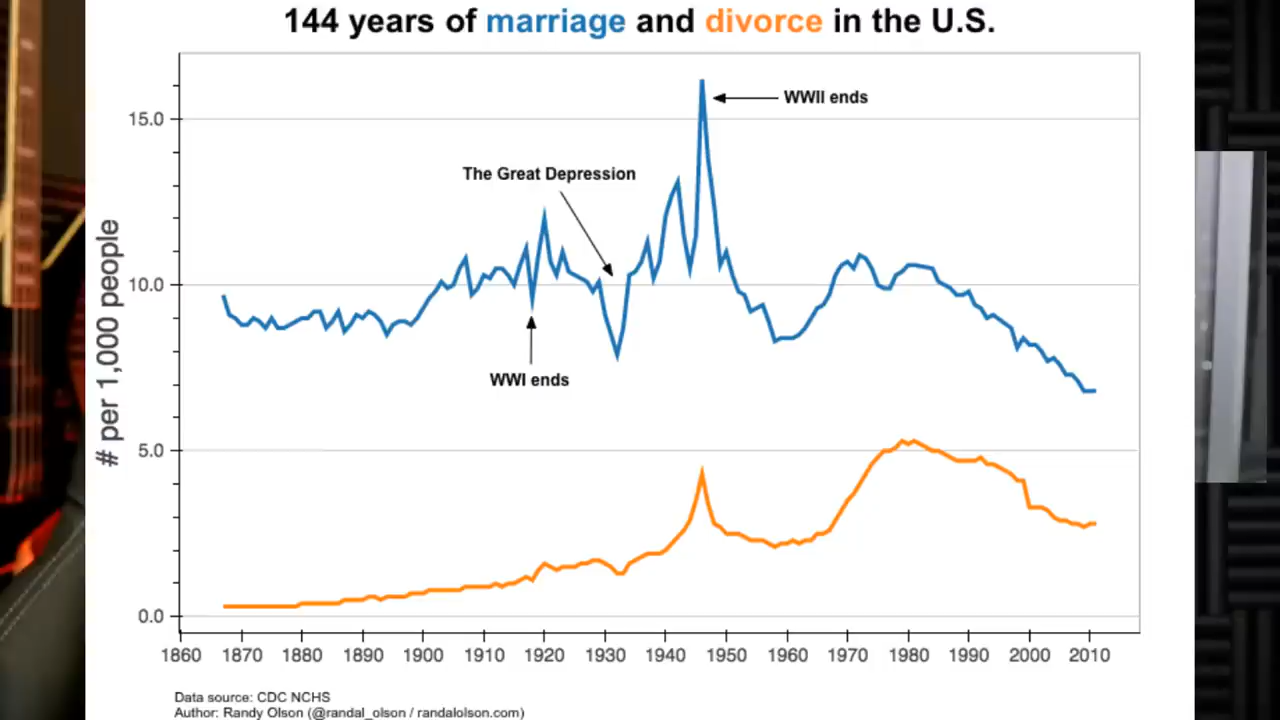 144 years of marriage and divorce in the U.S.
WWII ends
15.0
The Great Depression
10.0
# per 1,000 people
WWI ends
5.0
0.0
1860 1870 1880 1890 1900 1910 1920 1930 1940 1950 1960 1970 1980 1990 2000 2010
Data source: CDC NCHS
Author: Randy Olson (@randal_olson / randalolson.com)